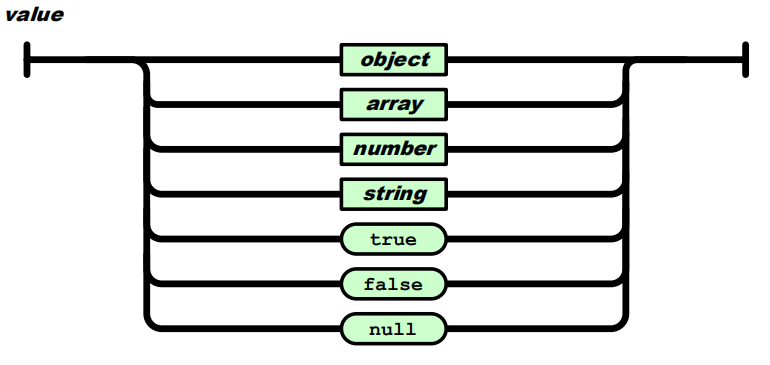 value
object
array
number
string
true
false
null